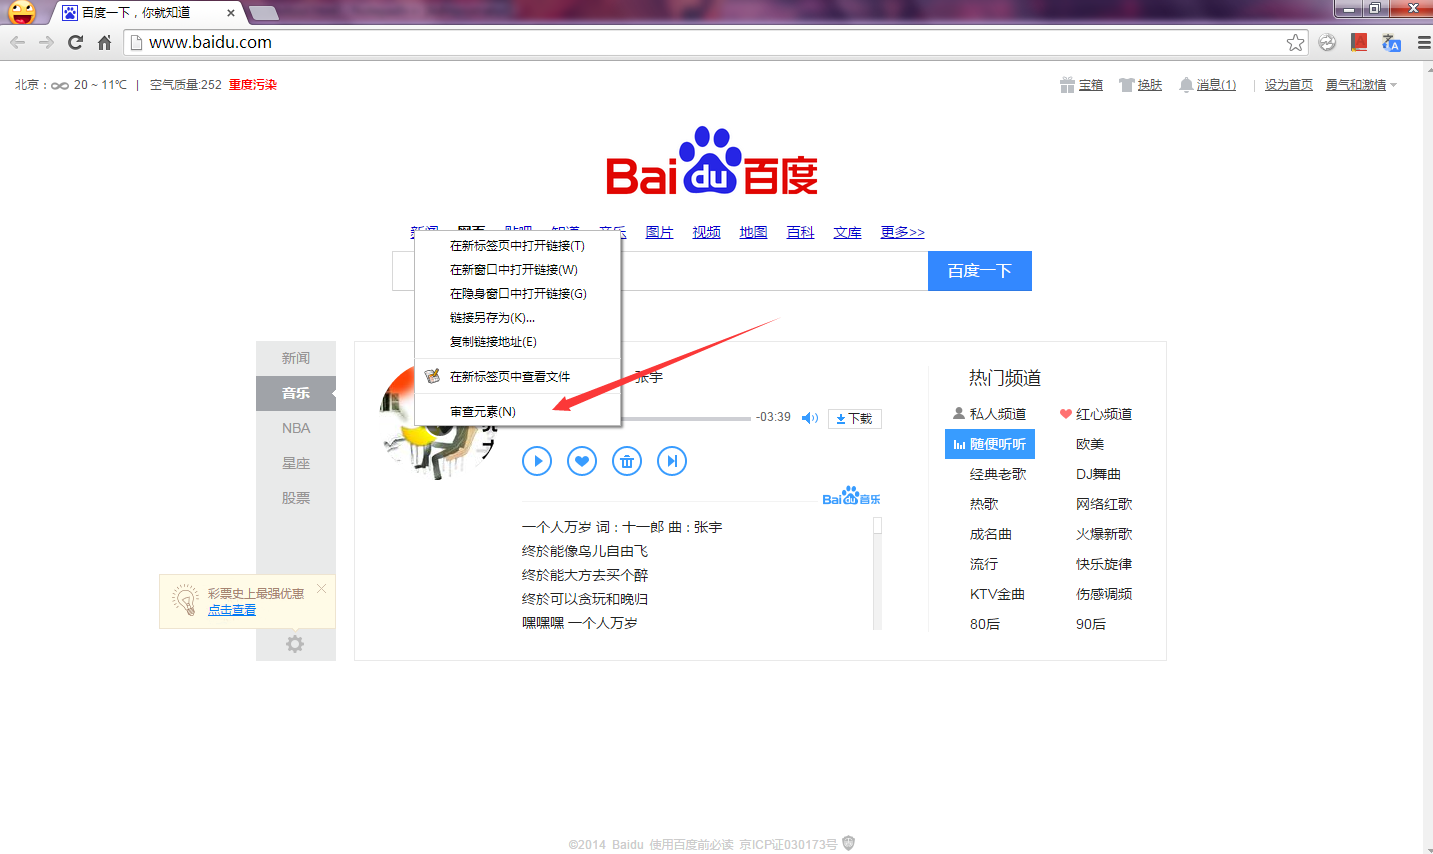 百度一下，你就知道
www.baidu.com
北京： 20 ~ 11℃ | 空气质量:252 重度污染
宝箱 换肤 消息(1) | 设为首页 勇气和激情
Bai du 百度
新闻 网页 贴吧 知道 音乐 图片 视频 地图 百科 文库 更多>>
百度一下
在新标签页中打开链接(T)
在新窗口中打开链接(W)
在隐身窗口中打开链接(G)
链接另存为(K)...
复制链接地址(E)
在新标签页中查看文件
审查元素(N)
新闻
音乐
NBA
星座
股票
彩票史上最强优惠
点击查看
张宇
-03:39 下载
Bai du 音乐
一个人万岁 词 : 十一郎 曲 : 张宇
终於能像鸟儿自由飞
终於能大方去买个醉
终於可以贪玩和晚归
嘿嘿嘿 一个人万岁
热门频道
私人频道 红心频道
随便听听 欧美
经典老歌 DJ舞曲
热歌 网络红歌
成名曲 火爆新歌
流行 快乐旋律
KTV金曲 伤感调频
80后 90后
©2014 Baidu 使用百度前必读 京ICP证030173号